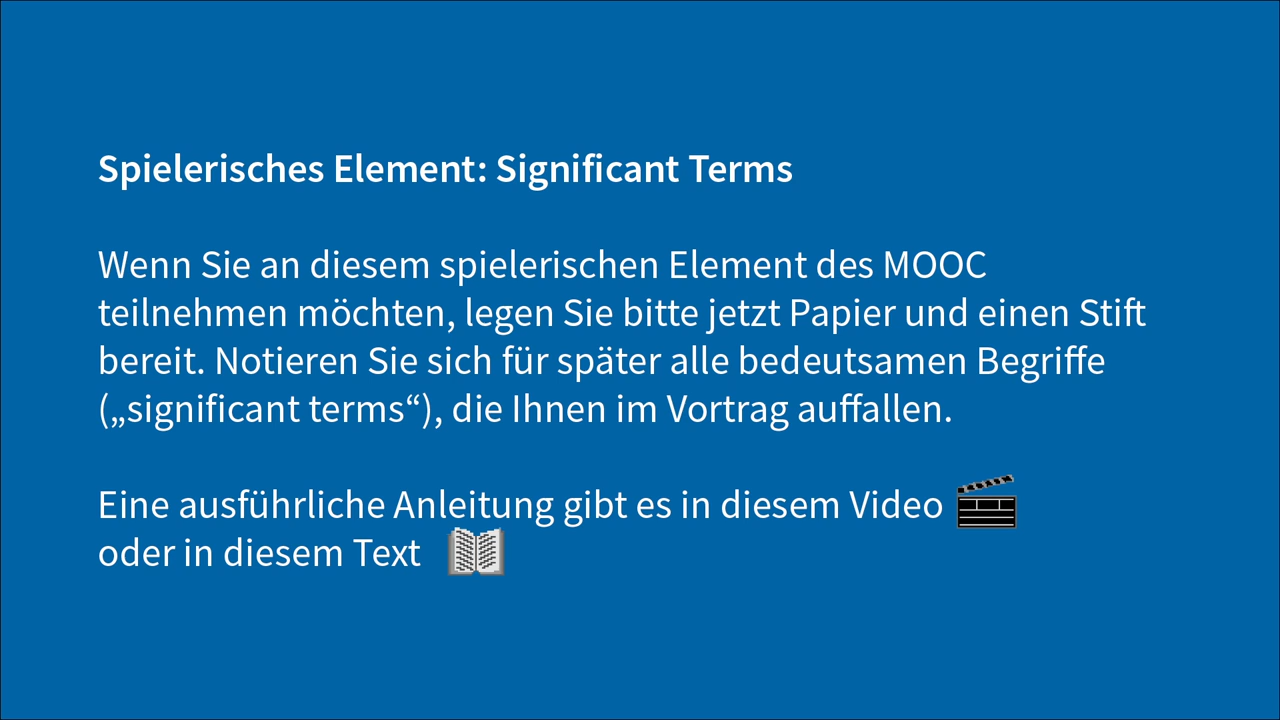 Spielerisches Element: Significant Terms
Wenn Sie an diesem spielerischen Element des MOOC
teilnehmen möchten, legen Sie bitte jetzt Papier und einen Stift
bereit. Notieren Sie sich für später alle bedeutsamen Begriffe
(„significant terms“), die Ihnen im Vortrag auffallen.
Eine ausführliche Anleitung gibt es in diesem Video
oder in diesem Text